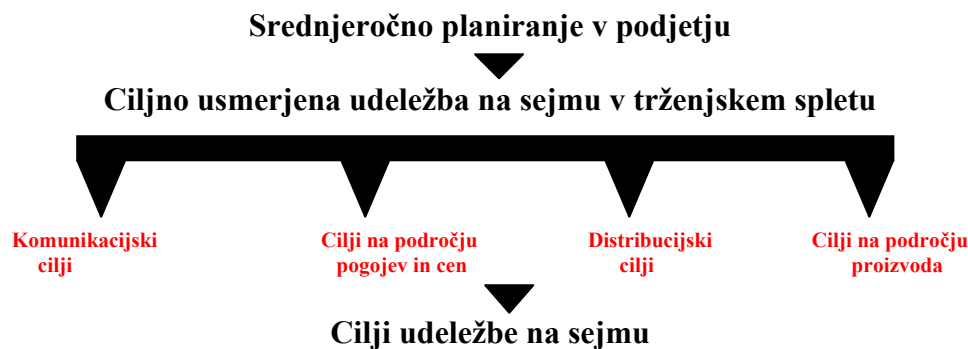 Srednjeročno planiranje v podjetju
Ciljno usmerjena udeležba na sejmu v trženjskem spletu
Komunikacijski
cilji
Cilji na področju
pogojev in cen
Distribucijski
cilji
Cilji na področju
proizvoda
Cilji udeležbe na sejmu